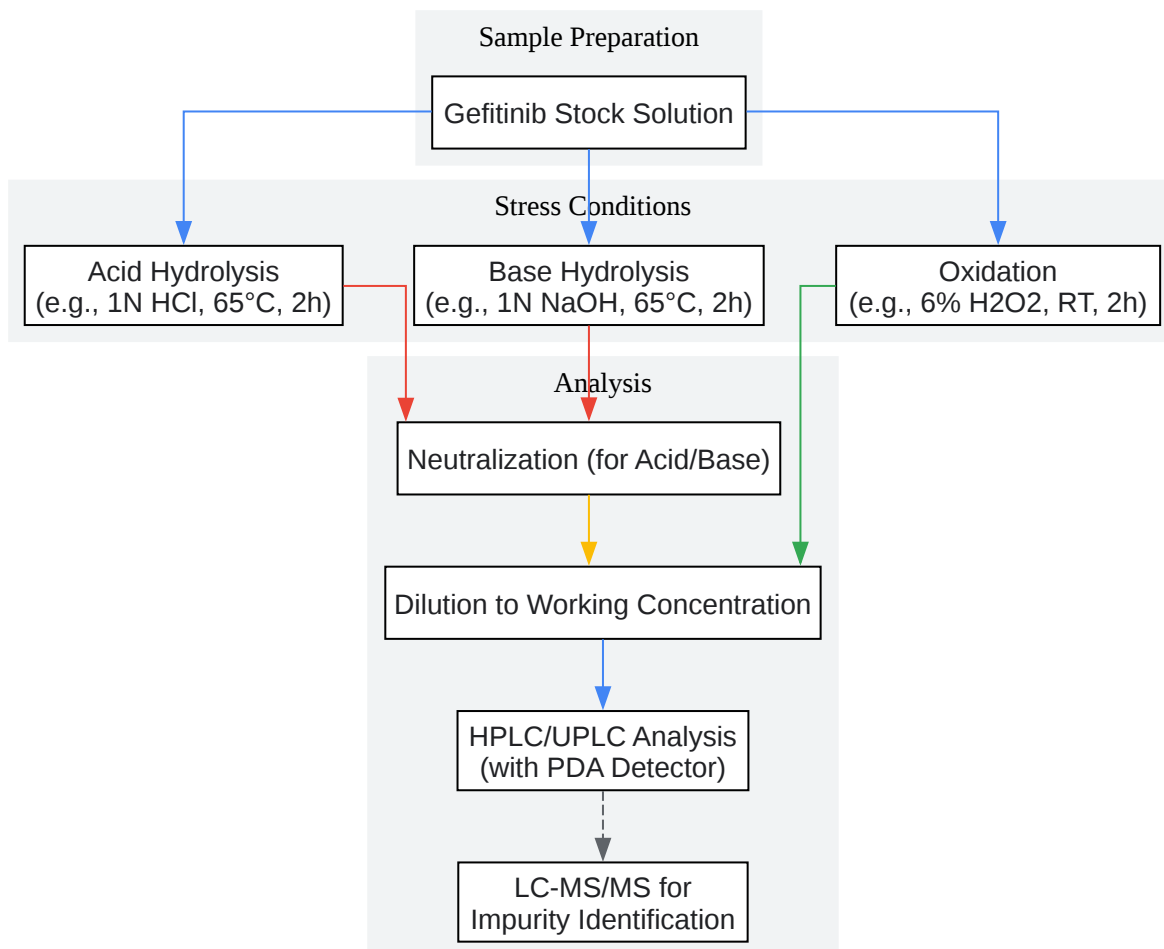 Sample Preparation
Gefitinib Stock Solution
Stress Conditions
Acid Hydrolysis
(e.g., 1N HCl, 65°C, 2h)
Base Hydrolysis
(e.g., 1N NaOH, 65°C, 2h)
Oxidation
(e.g., 6% H2O2, RT, 2h)
Analysis
Neutralization (for Acid/Base)
Dilution to Working Concentration
HPLC/UPLC Analysis
(with PDA Detector)
LC-MS/MS for
Impurity Identification